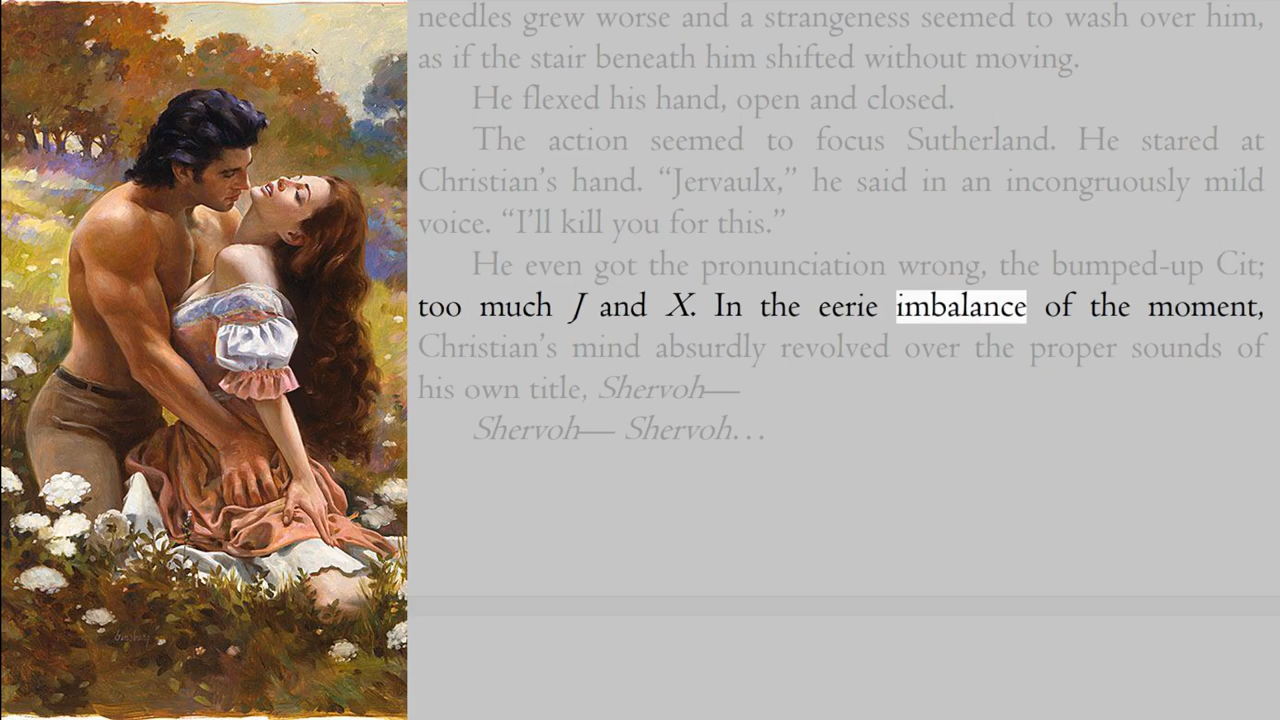 needles grew worse and a strangeness seemed to wash over him,
as if the stair beneath him shifted without moving.
He flexed his hand, open and closed.
The action seemed to focus Sutherland. He stared at
Christian’s hand. “Jervaulx,” he said in an incongruously mild
voice. “I’ll kill you for this.”
He even got the pronunciation wrong, the bumped-up Cit;
too much J and X. In the eerie imbalance of the moment,
Christian’s mind absurdly revolved over the proper sounds of
his own title, Shervoh—
Shervoh— Shervoh…